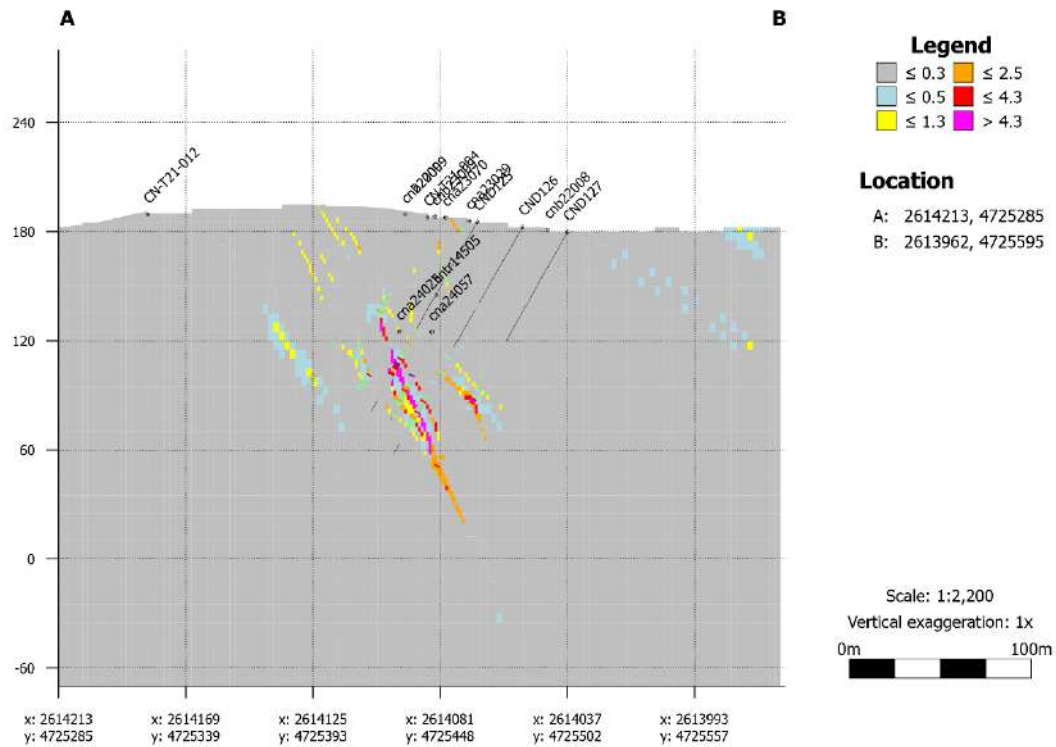 A
B
Legend
≤ 0.3
≤ 2.5
≤ 0.5
≤ 4.3
≤ 1.3
> 4.3
Location
A: 2614213, 4725285
B: 2613962, 4725595
240
180
120
60
0
-60
CN-T21-012
cna23070
cna23029
CND125
CND126
cnb22008
CND127
cna24057
Scale: 1:2,200
Vertical exaggeration: 1x
0m
100m
x: 2614213
y: 4725285
x: 2614169
y: 4725339
x: 2614125
y: 4725393
x: 2614081
y: 4725448
x: 2614037
y: 4725502
x: 2613993
y: 4725557